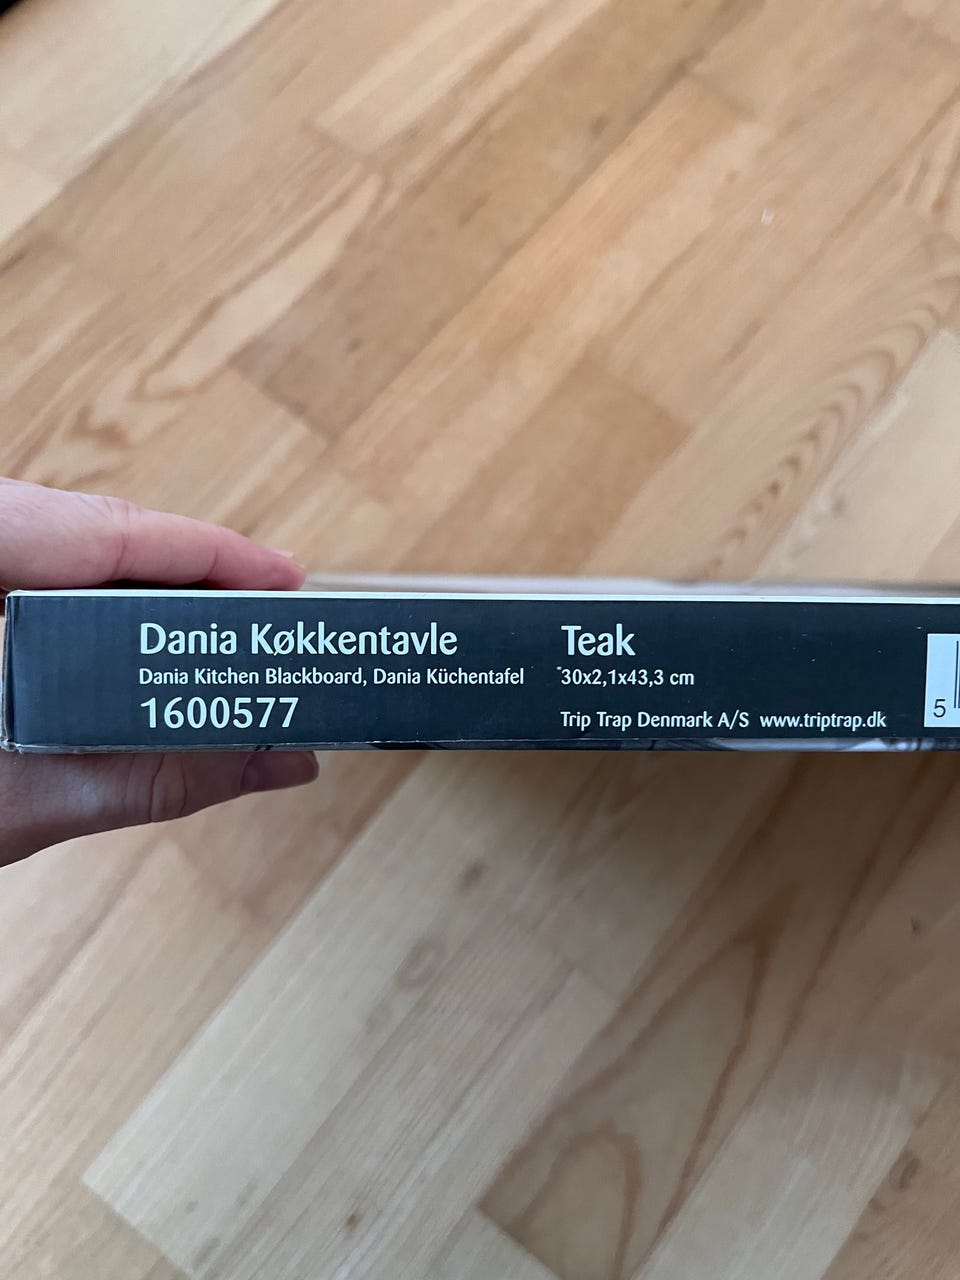 Dania Køkkentavle
Dania Kitchen Blackboard, Dania Küchentafel
1600577
Teak
30x2,1x43,3 cm
Trip Trap Denmark A/S www.triptrap.dk
5